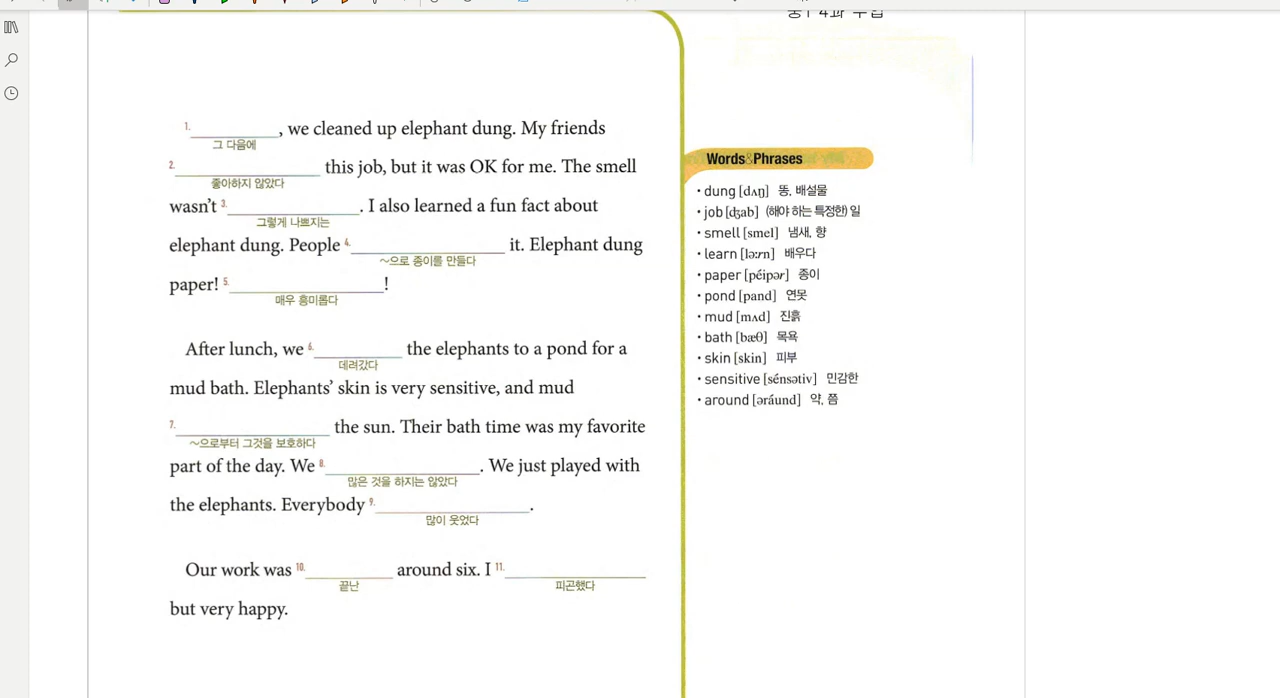 1. ________, we cleaned up elephant dung. My friends
그 다음에
2. ________ this job, but it was OK for me. The smell
좋아하지 않았다
wasn't 3. ________. I also learned a fun fact about
그렇게 나쁘지는
elephant dung. People 4. ________ it. Elephant dung
～으로 종이를 만들다
paper! 5. ________!
매우 흥미롭다
After lunch, we 6. ________ the elephants to a pond for a
데려갔다
mud bath. Elephants' skin is very sensitive, and mud
7. ________ the sun. Their bath time was my favorite
～으로부터 그것을 보호하다
part of the day. We 8. ________. We just played with
많은 것을 하지는 않았다
the elephants. Everybody 9. ________.
많이 웃었다
Our work was 10. ________ around six. I 11. ________
끝난 피곤했다
but very happy.
Words&Phrases
• dung [dʌŋ] 똥, 배설물
• job [dʒab] (해야 하는 특정한) 일
• smell [smel] 냄새, 향
• learn [ləːrn] 배우다
• paper [péipər] 종이
• pond [pand] 연못
• mud [mʌd] 진흙
• bath [bæθ] 목욕
• skin [skin] 피부
• sensitive [sénsətiv] 민감한
• around [əráund] 약, 쯤